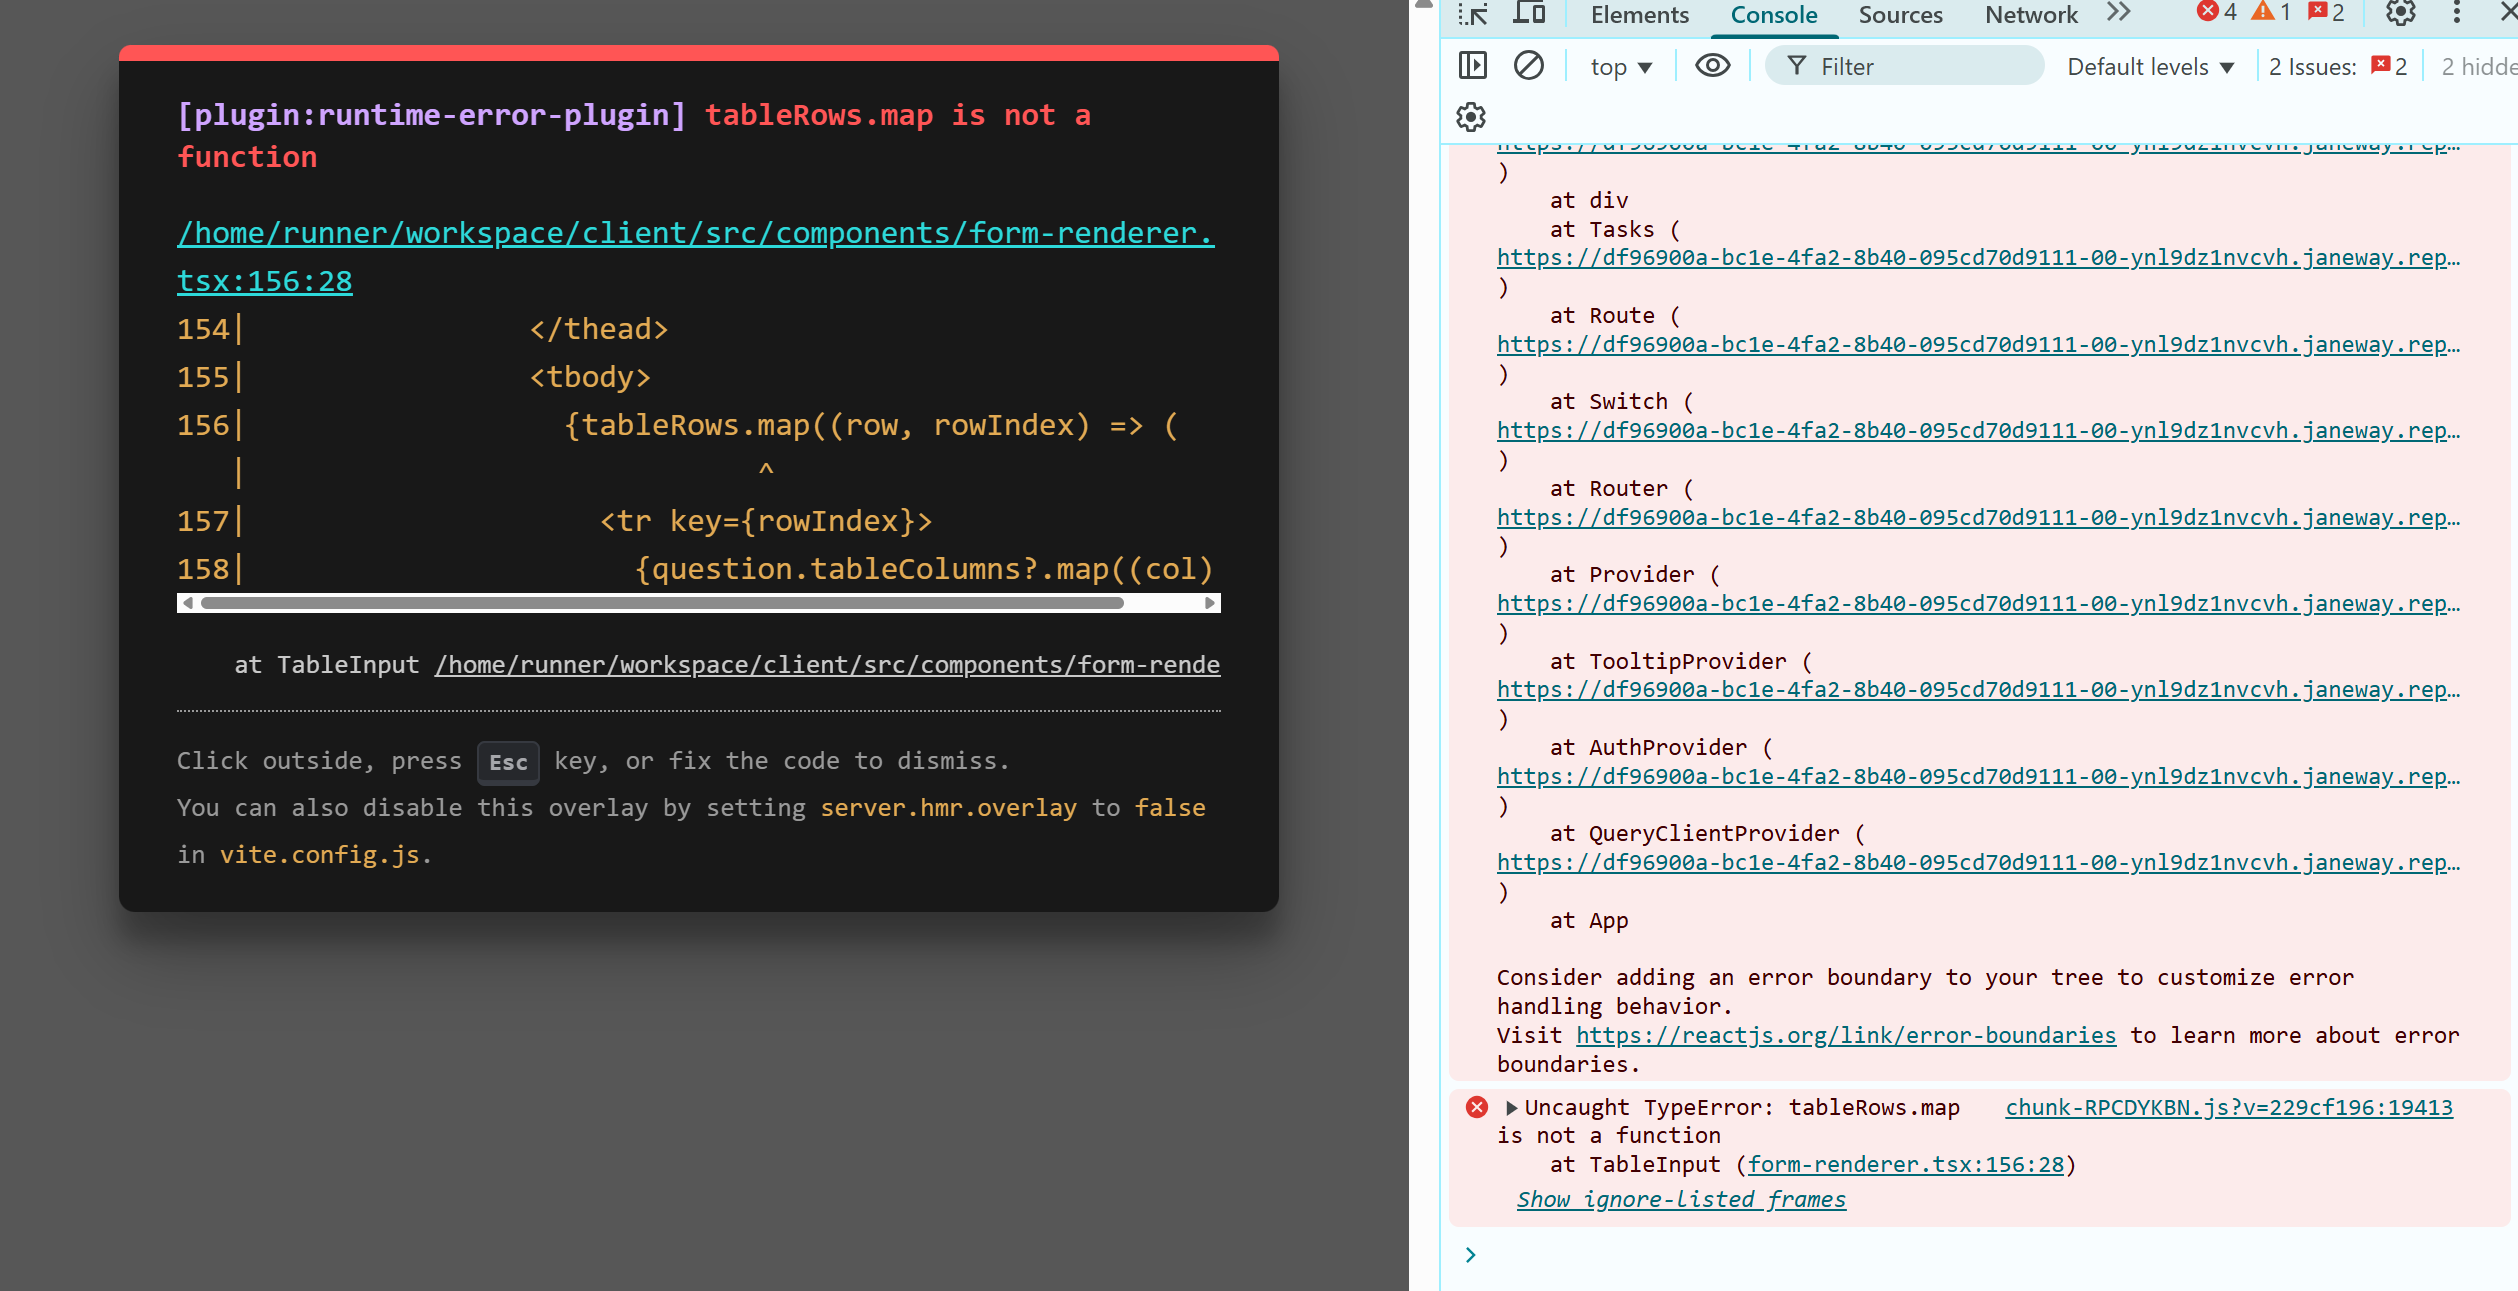 [plugin:runtime-error-plugin] tableRows.map is not a
function
/home/runner/workspace/client/src/components/form-renderer.
tsx:156:28
154|                </thead>
155|                <tbody>
156|                  {tableRows.map((row, rowIndex) => (
   |                             ^
157|                    <tr key={rowIndex}>
158|                      {question.tableColumns?.map((col)
at TableInput /home/runner/workspace/client/src/components/form-rende
Click outside, press Esc key, or fix the code to dismiss.
You can also disable this overlay by setting server.hmr.overlay to false
in vite.config.js.
Elements Console Sources Network 4 1 2
top Filter Default levels 2 Issues: 2 2 hidde
https://df96900a-bc1e-4fa2-8b40-095cd70d9111-00-ynl9dz1nvcvh.janeway.rep…
)
at div
at Tasks (
https://df96900a-bc1e-4fa2-8b40-095cd70d9111-00-ynl9dz1nvcvh.janeway.rep…
)
at Route (
https://df96900a-bc1e-4fa2-8b40-095cd70d9111-00-ynl9dz1nvcvh.janeway.rep…
)
at Switch (
https://df96900a-bc1e-4fa2-8b40-095cd70d9111-00-ynl9dz1nvcvh.janeway.rep…
)
at Router (
https://df96900a-bc1e-4fa2-8b40-095cd70d9111-00-ynl9dz1nvcvh.janeway.rep…
)
at Provider (
https://df96900a-bc1e-4fa2-8b40-095cd70d9111-00-ynl9dz1nvcvh.janeway.rep…
)
at TooltipProvider (
https://df96900a-bc1e-4fa2-8b40-095cd70d9111-00-ynl9dz1nvcvh.janeway.rep…
)
at AuthProvider (
https://df96900a-bc1e-4fa2-8b40-095cd70d9111-00-ynl9dz1nvcvh.janeway.rep…
)
at QueryClientProvider (
https://df96900a-bc1e-4fa2-8b40-095cd70d9111-00-ynl9dz1nvcvh.janeway.rep…
)
at App
Consider adding an error boundary to your tree to customize error
handling behavior.
Visit https://reactjs.org/link/error-boundaries to learn more about error
boundaries.
Uncaught TypeError: tableRows.map chunk-RPCDYKBN.js?v=229cf196:19413
is not a function
at TableInput (form-renderer.tsx:156:28)
Show ignore-listed frames